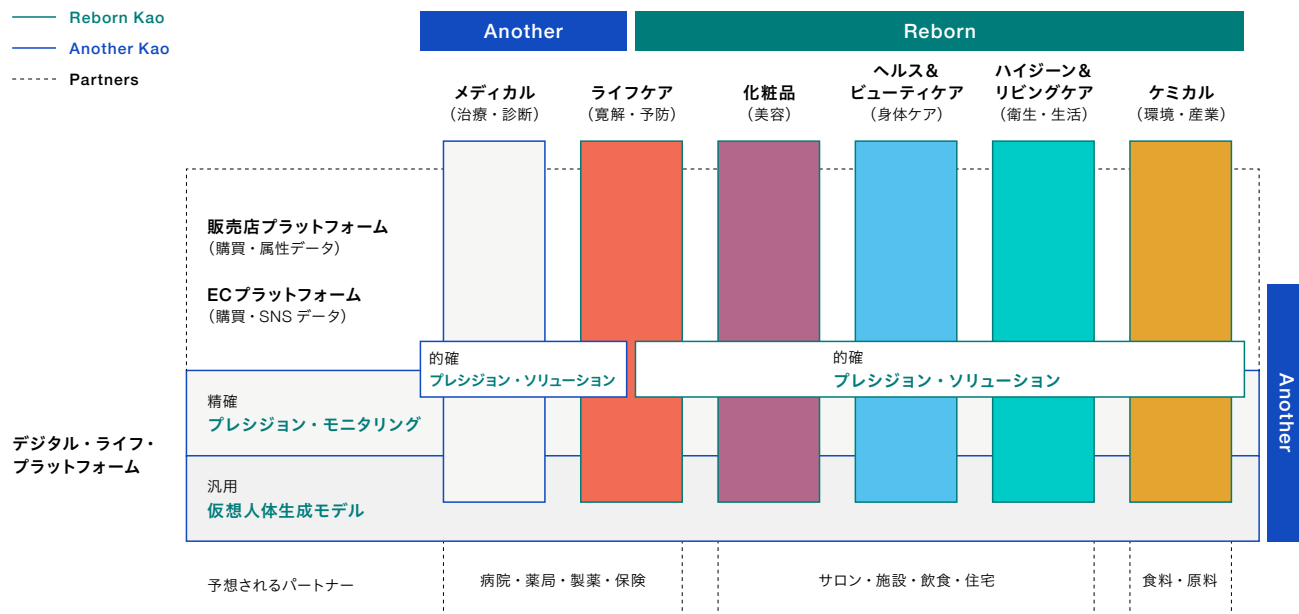 Reborn Kao
Another Kao
Partners
Another
Reborn
メディカル
（治療・診断）
ライフケア
（寛解・予防）
化粧品
（美容）
ヘルス＆
ビューティケア
（身体ケア）
ハイジーン＆
リビングケア
（衛生・生活）
ケミカル
（環境・産業）
販売店プラットフォーム
（購買・属性データ）
ECプラットフォーム
（購買・SNS データ）
的確
プレシジョン・ソリューション
的確
プレシジョン・ソリューション
精確
プレシジョン・モニタリング
デジタル・ライフ・
プラットフォーム
汎用
仮想人体生成モデル
Another
予想されるパートナー
病院・薬局・製薬・保険
サロン・施設・飲食・住宅
食料・原料